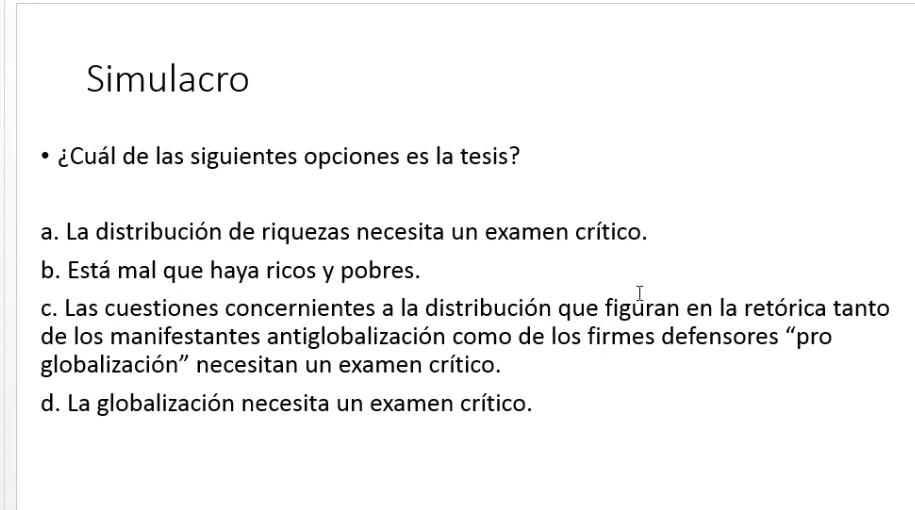 Simulacro
• ¿Cuál de las siguientes opciones es la tesis?
a. La distribución de riquezas necesita un examen crítico.
b. Está mal que haya ricos y pobres.
c. Las cuestiones concernientes a la distribución que figuran en la retórica tanto
de los manifestantes antiglobalización como de los firmes defensores “pro
globalización” necesitan un examen crítico.
d. La globalización necesita un examen crítico.